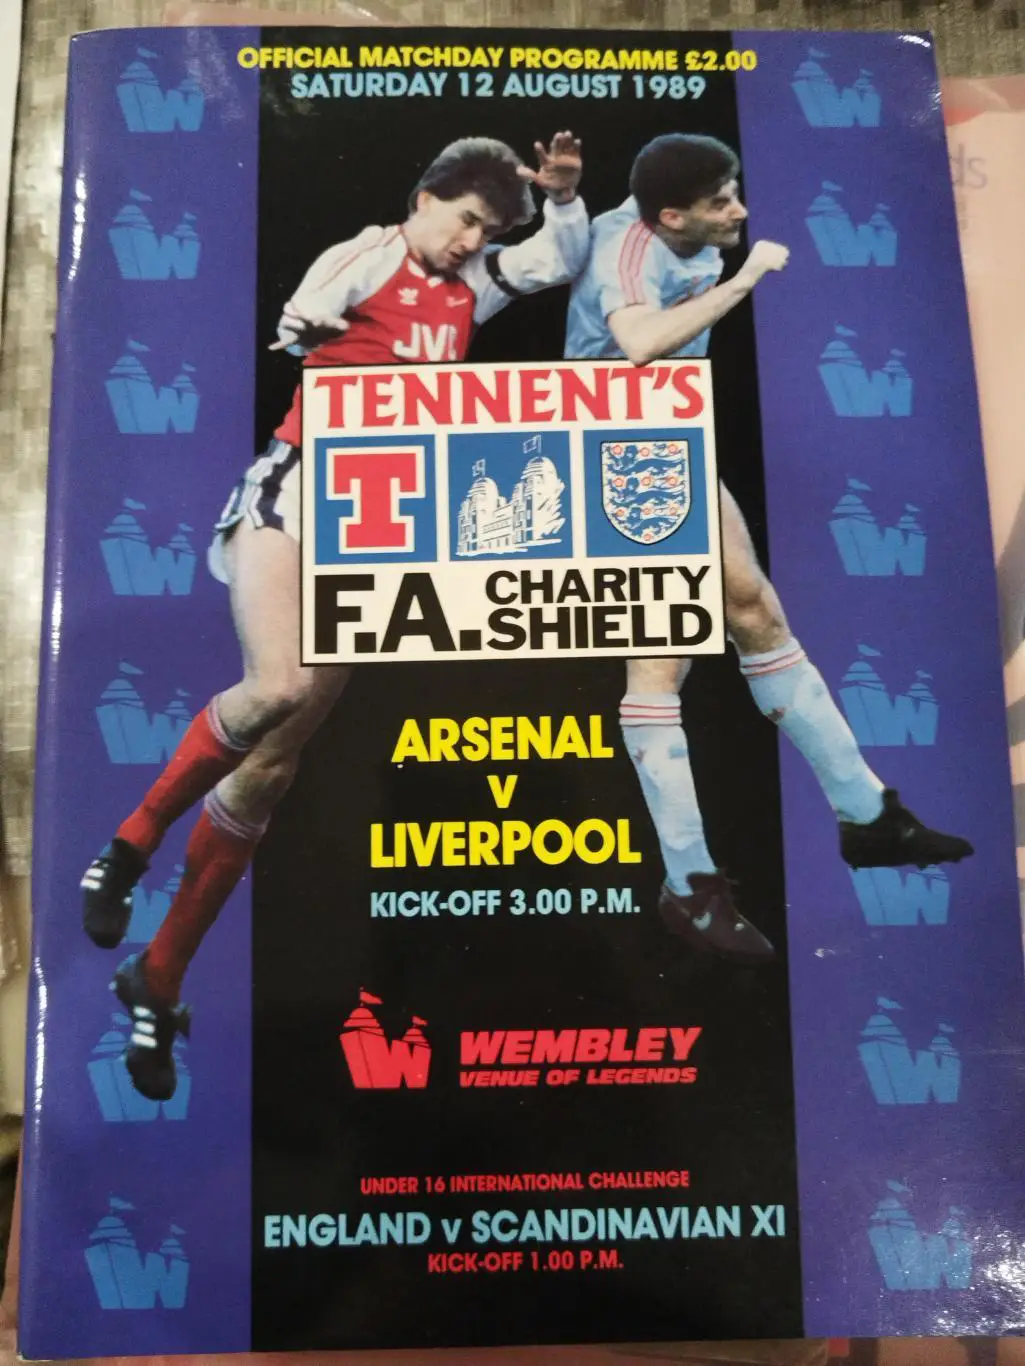 OFFICIAL MATCHDAY PROGRAMME £2.00
SATURDAY 12 AUGUST 1989
JVC
TENNENT'S
T
F.A. CHARITY SHIELD
ARSENAL
V
LIVERPOOL
KICK-OFF 3.00 P.M.
W WEMBLEY
VENUE OF LEGENDS
UNDER 16 INTERNATIONAL CHALLENGE
ENGLAND v SCANDINAVIAN XI
KICK-OFF 1.00 P.M.